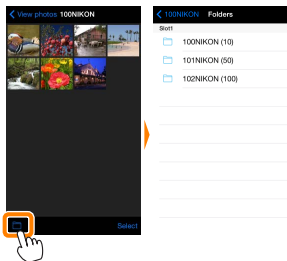 View photos 100NIKON
Select
100NIKON Folders
Slot1
100NIKON (10)
101NIKON (50)
102NIKON (100)